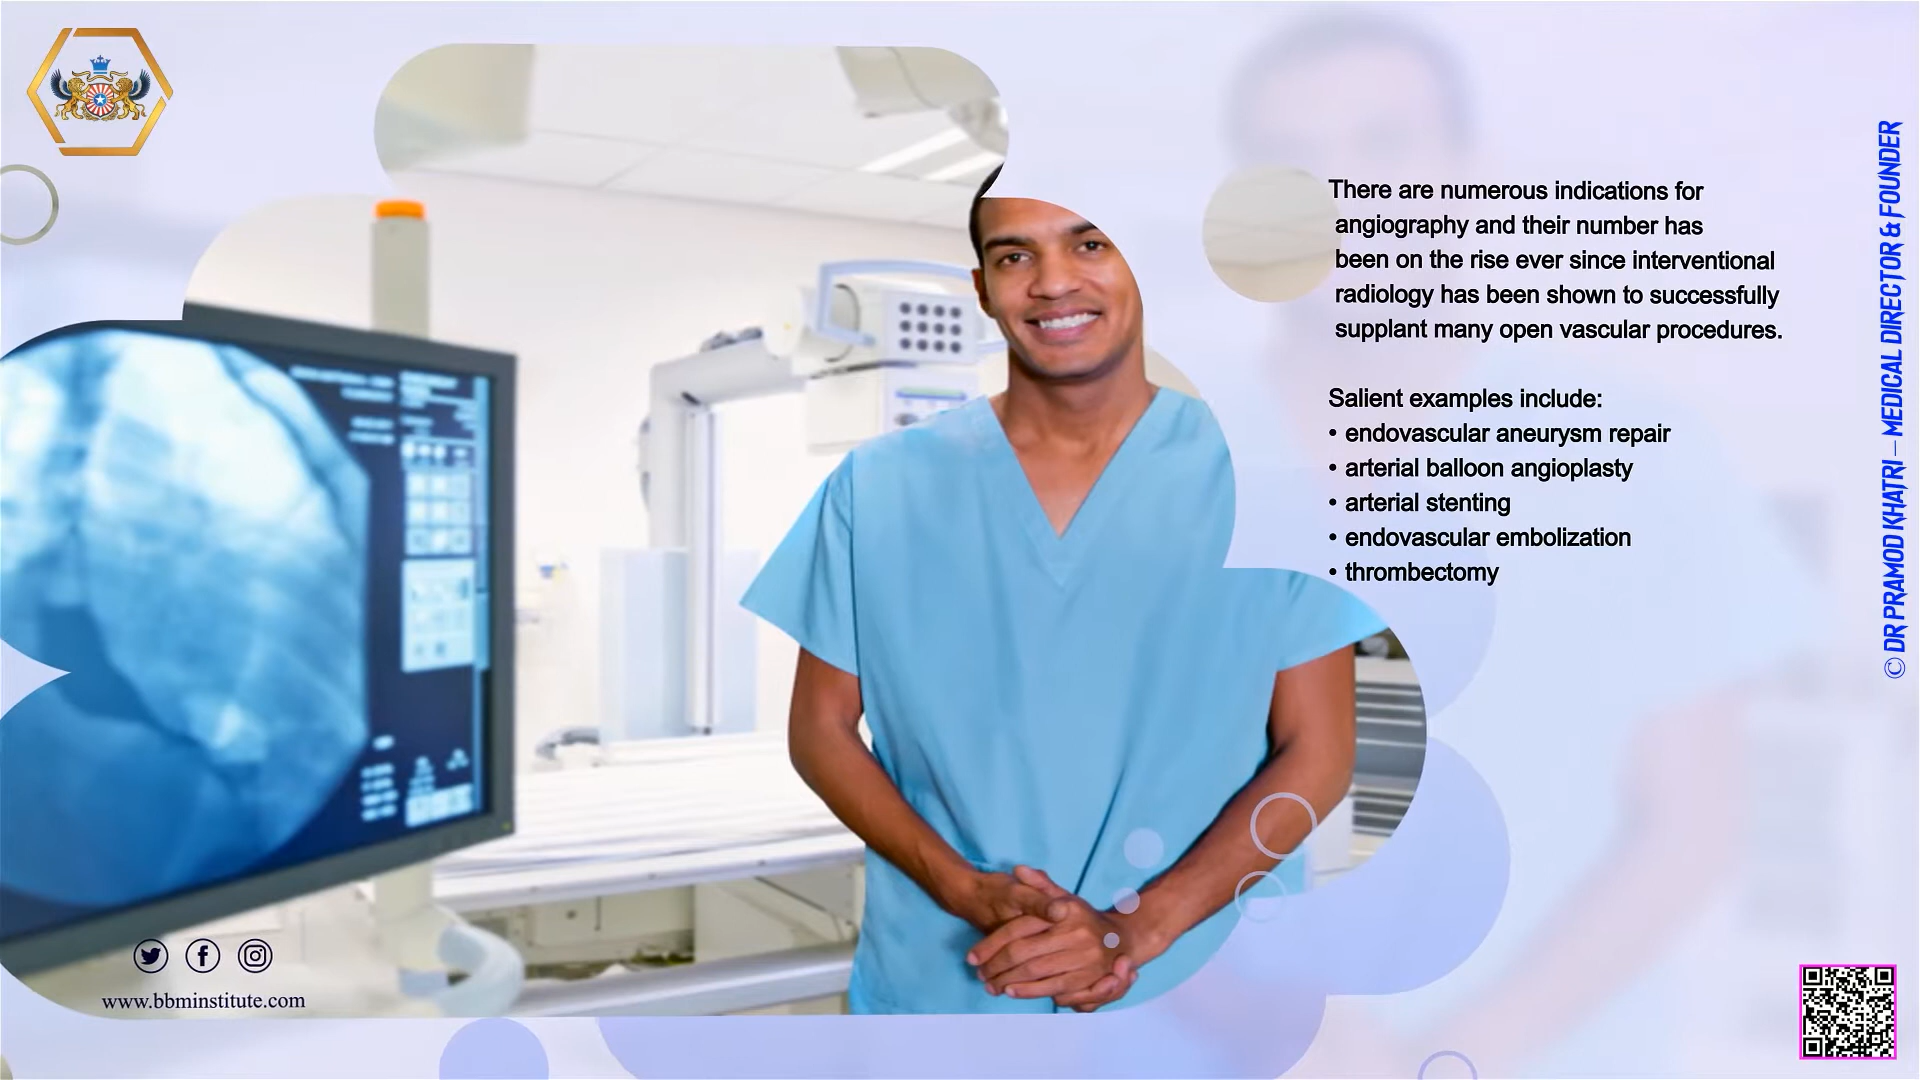 There are numerous indications for
angiography and their number has
been on the rise ever since interventional
radiology has been shown to successfully
supplant many open vascular procedures.
Salient examples include:
• endovascular aneurysm repair
• arterial balloon angioplasty
• arterial stenting
• endovascular embolization
• thrombectomy
© DR PRAMOD KHATRI – MEDICAL DIRECTOR & FOUNDER
www.bbminstitute.com